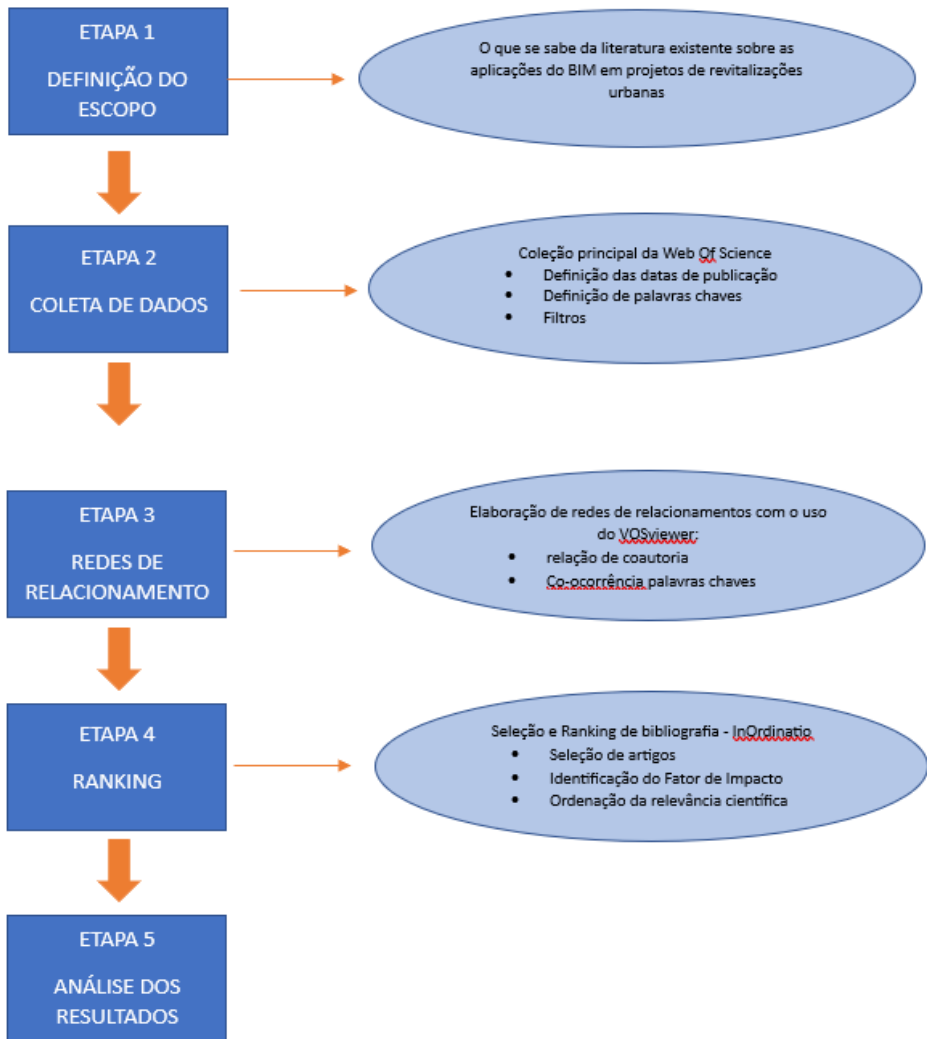 ETAPA 1
DEFINIÇÃO DO
ESCOPO
O que se sabe da literatura existente sobre as
aplicações do BIM em projetos de revitalizações
urbanas
ETAPA 2
COLETA DE DADOS
Coleção principal da Web Of Science
• Definição das datas de publicação
• Definição de palavras chaves
• Filtros
ETAPA 3
REDES DE
RELACIONAMENTO
Elaboração de redes de relacionamentos com o uso
do VOSviewer:
• relação de coautoria
• Co-ocorrência palavras chaves
ETAPA 4
RANKING
Seleção e Ranking de bibliografia - InOrdinatio
• Seleção de artigos
• Identificação do Fator de Impacto
• Ordenação da relevância científica
ETAPA 5
ANÁLISE DOS
RESULTADOS